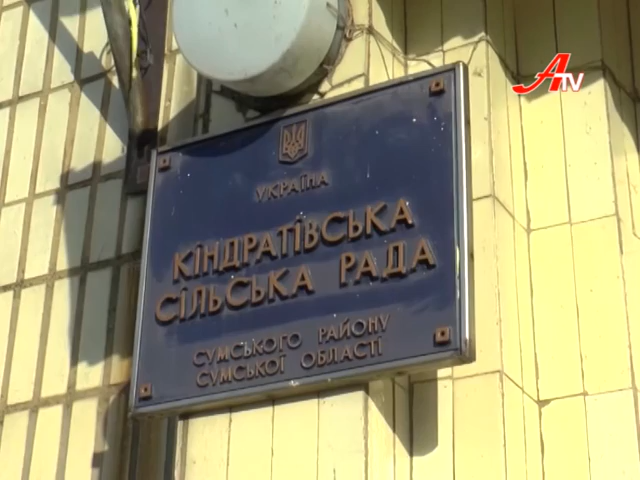 ATV
УКРАЇНА
КІНДРАТІВСЬКА
СІЛЬСЬКА РАДА
СУМСЬКОГО РАЙОНУ
СУМСЬКОЇ ОБЛАСТІ